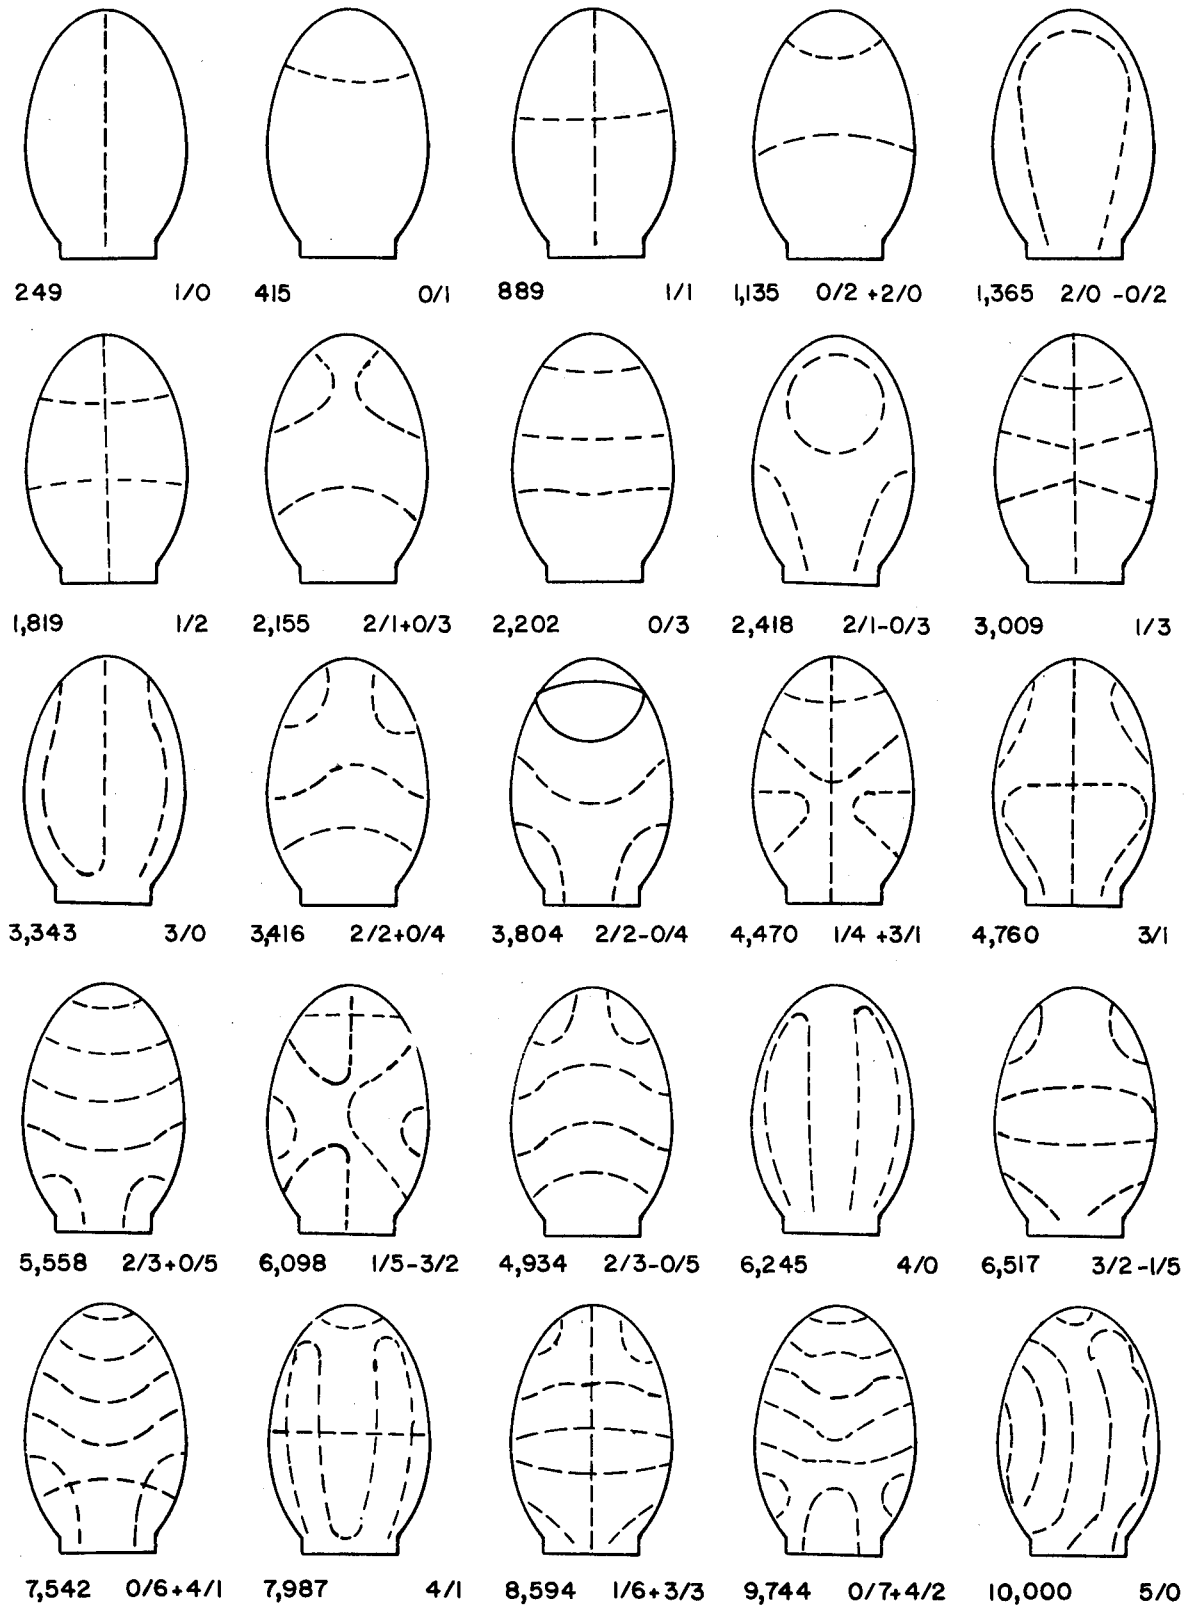 249 1/0 415 0/1 889 1/1 1,135 0/2 +2/0 1,365 2/0 -0/2
1,819 1/2 2,155 2/1+0/3 2,202 0/3 2,418 2/1-0/3 3,009 1/3
3,343 3/0 3,416 2/2+0/4 3,804 2/2-0/4 4,470 1/4 +3/1 4,760 3/1
5,558 2/3+0/5 6,098 1/5-3/2 4,934 2/3-0/5 6,245 4/0 6,517 3/2-1/5
7,542 0/6+4/1 7,987 4/1 8,594 1/6+3/3 9,744 0/7+4/2 10,000 5/0